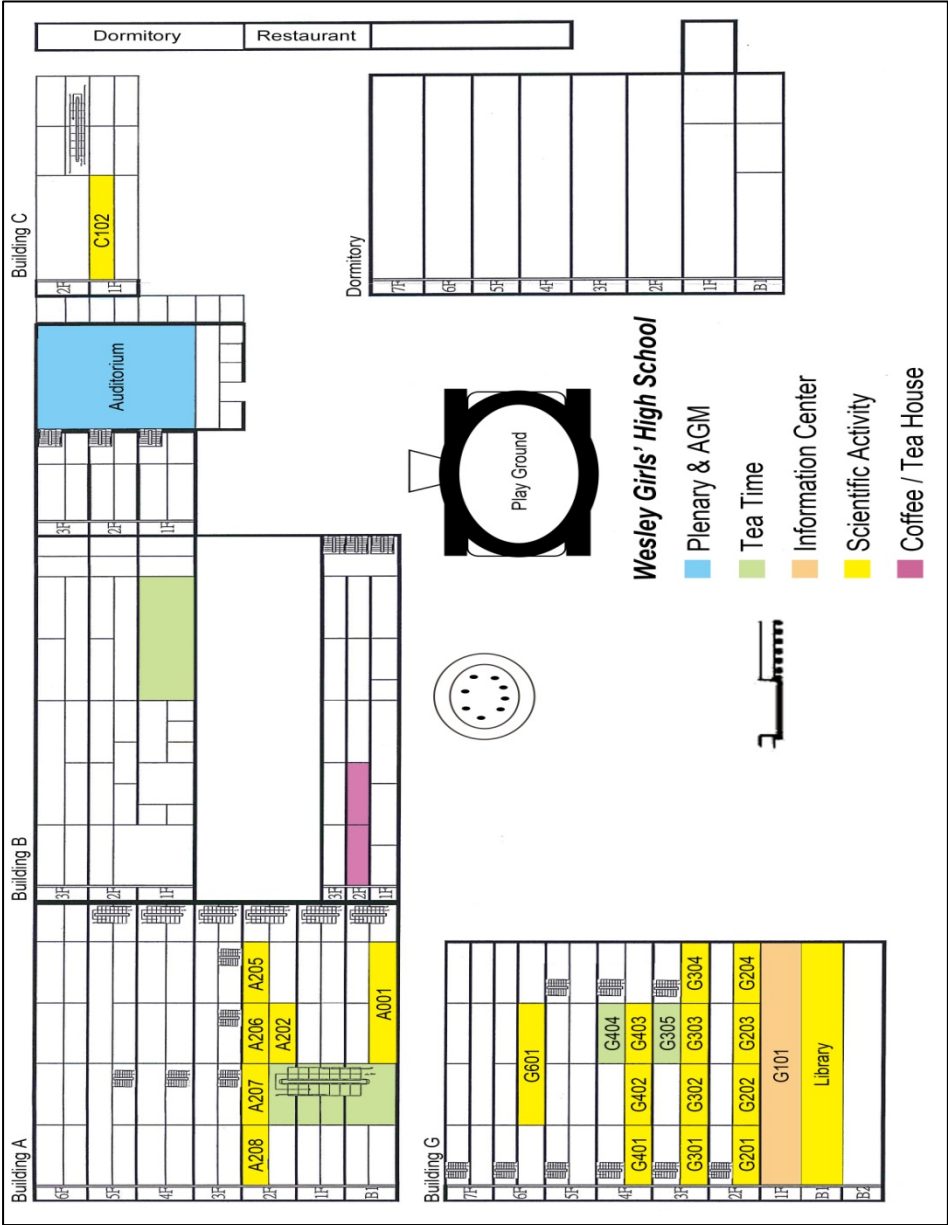 Dormitory
Restaurant
Building C
2F
1F
C102
Auditorium
3F
2F
1F
Building B
3F
2F
1F
3F
2F
1F
Building A
6F
5F
4F
3F
2F
1F
B1
A208
A207
A206
A205
A202
A001
Dormitory
7F
6F
5F
4F
3F
2F
1F
B1
Play Ground
Wesley Girls' High School
Plenary & AGM
Tea Time
Information Center
Scientific Activity
Coffee / Tea House
Building G
7F
6F
5F
4F
3F
2F
1F
B1
B2
G601
G404
G401
G402
G403
G305
G301
G302
G303
G304
G201
G202
G203
G204
G101
Library